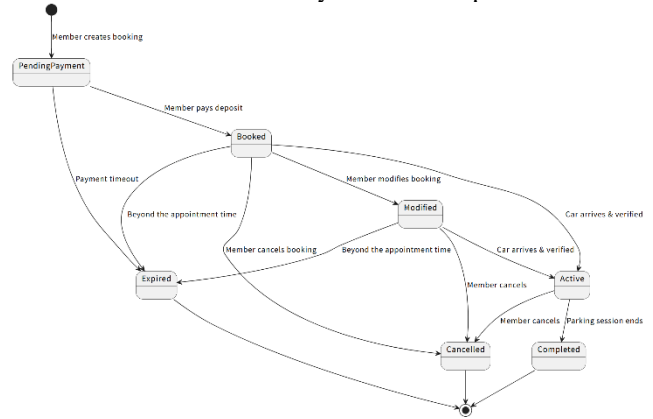 Member creates booking
PendingPayment
Member pays deposit
Booked
Payment timeout
Member modifies booking
Modified
Beyond the appointment time
Car arrives & verified
Member cancels booking
Beyond the appointment time
Car arrives & verified
Expired
Member cancels
Active
Member cancels
Parking session ends
Cancelled
Completed